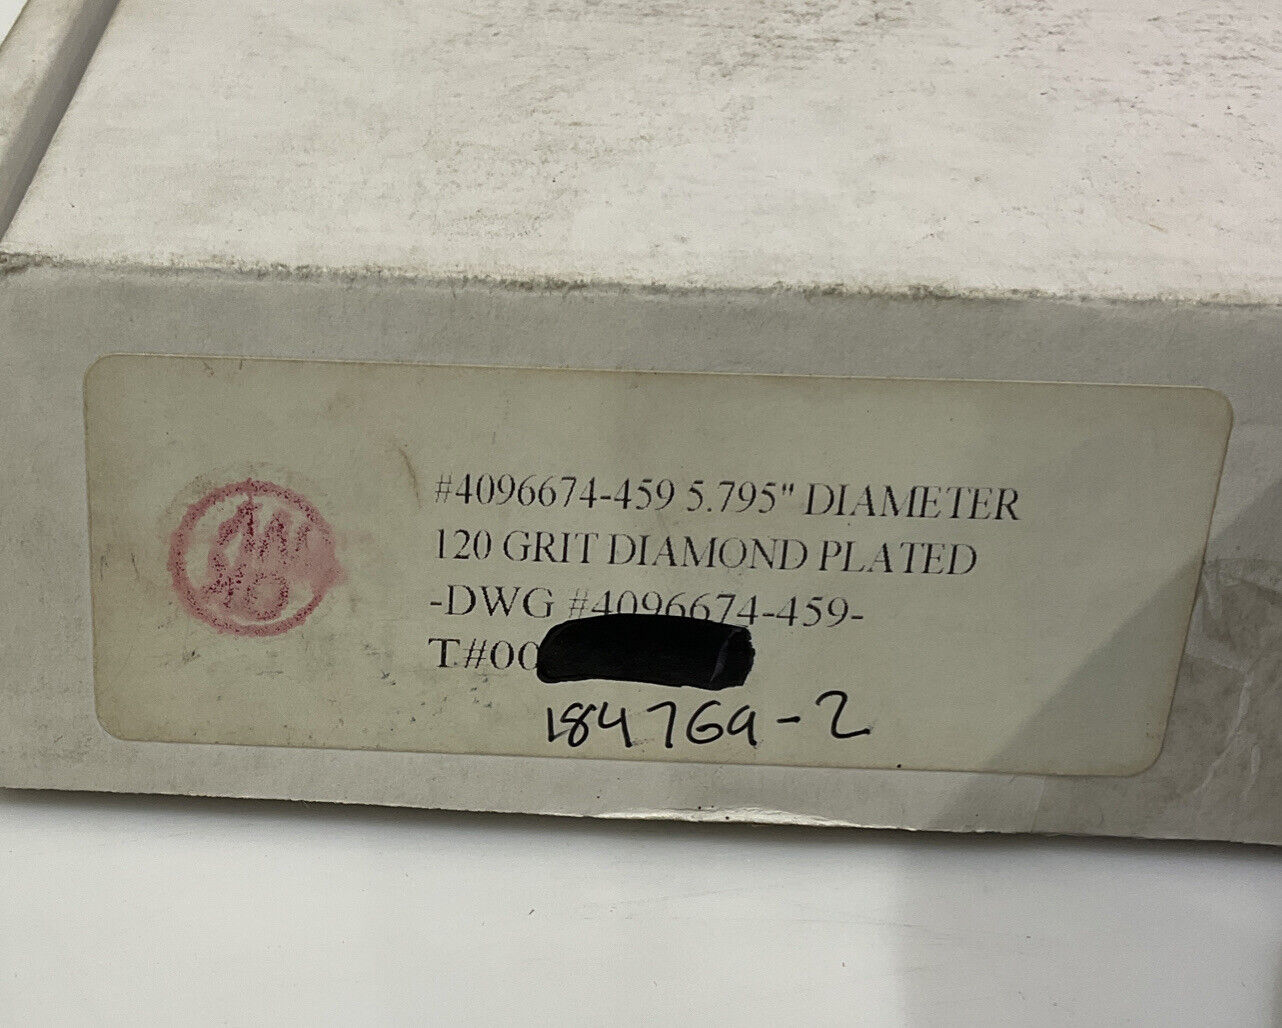 #4096674-459 5.795" DIAMETER
120 GRIT DIAMOND PLATED
-DWG #4096674-459-
T#00
184769-2